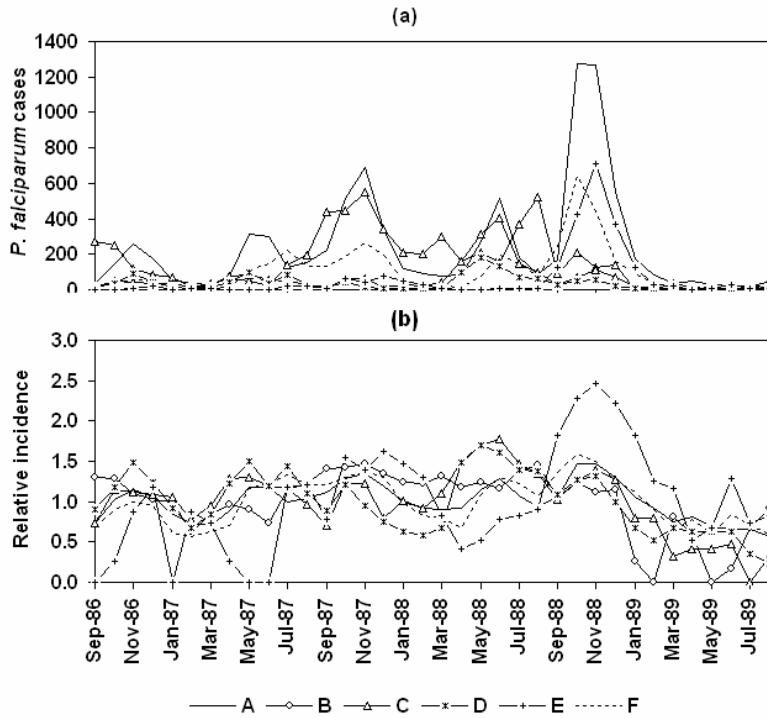 (a)
1400
1200
1000
800
600
400
200
0
P. falciparum cases
(b)
3.0
2.5
2.0
1.5
1.0
0.5
0.0
Relative incidence
Sep-86
Nov-86
Jan-87
Mar-87
May-87
Jul-87
Sep-87
Nov-87
Jan-88
Mar-88
May-88
Jul-88
Sep-88
Nov-88
Jan-89
Mar-89
May-89
Jul-89
A B C D E F